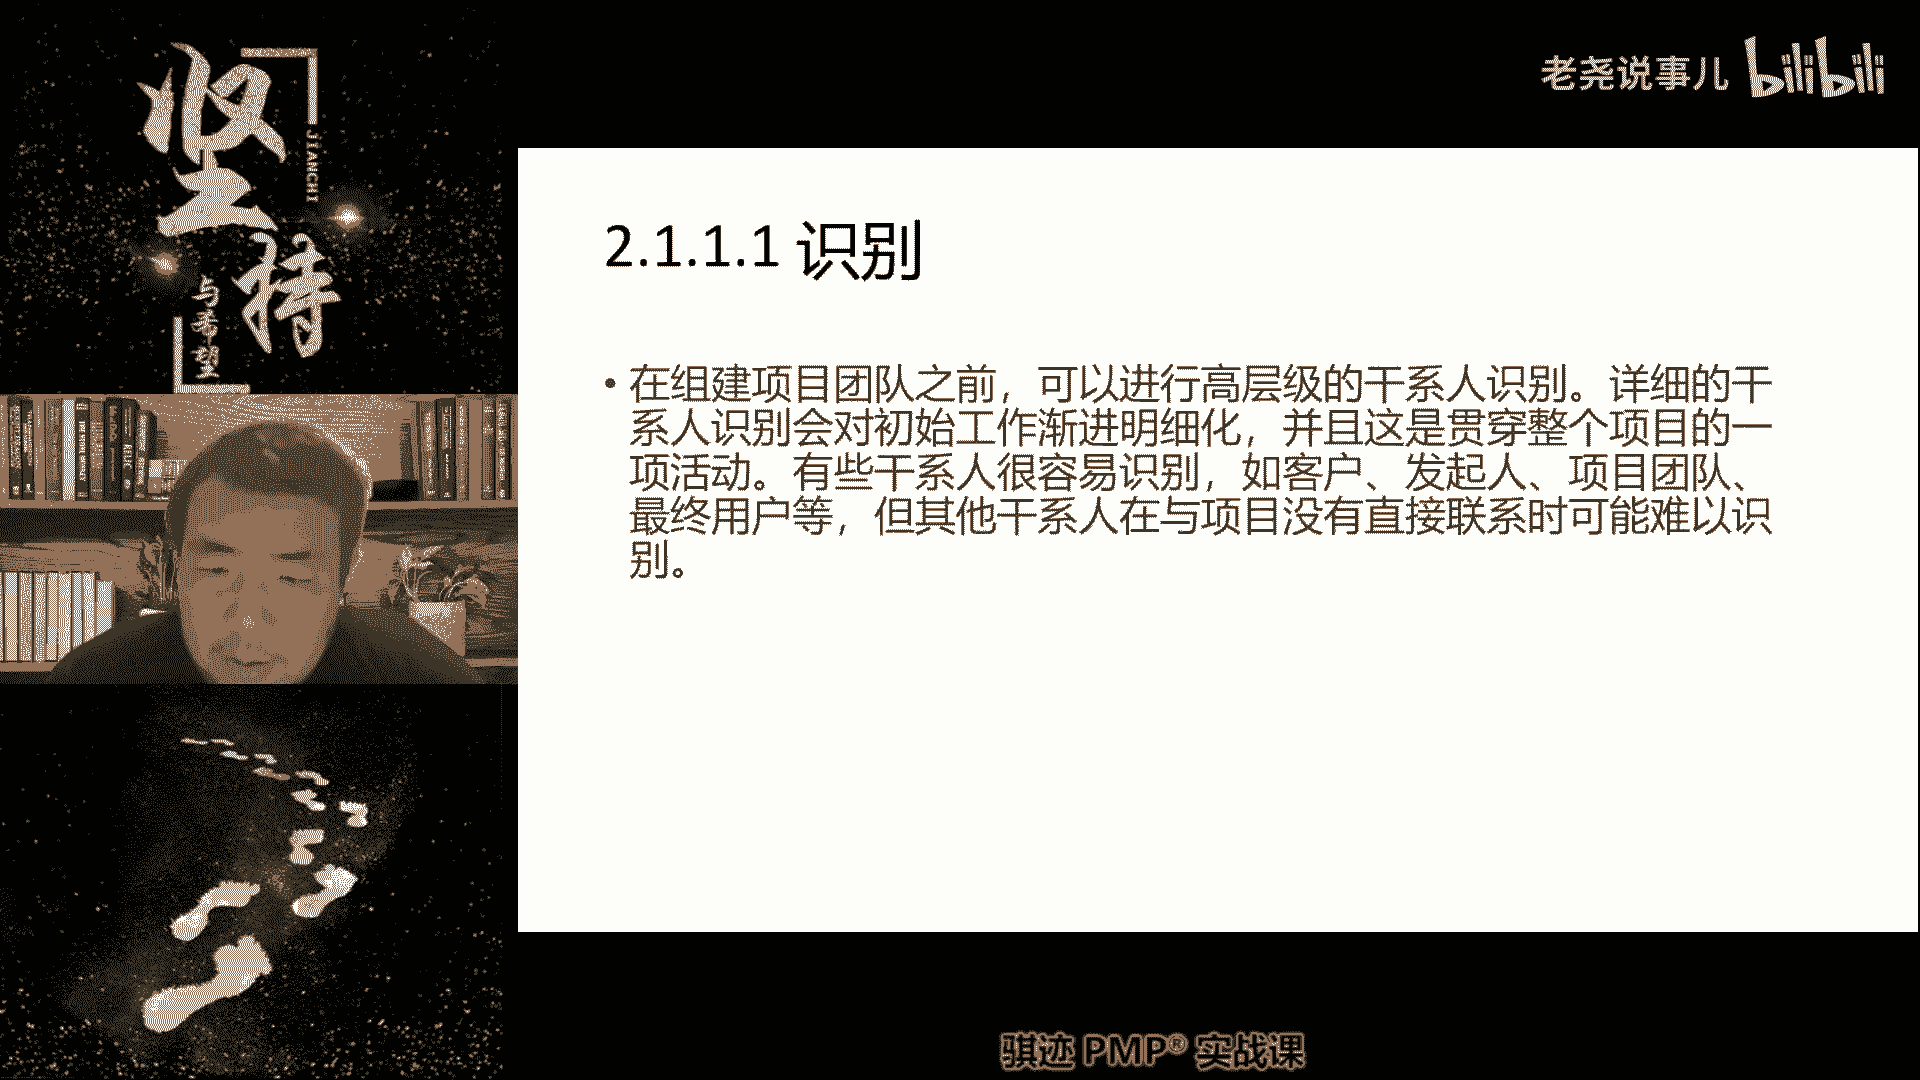 坚持
JIANCHI
与希望
老尧说事儿 bilibili
2.1.1.1 识别
• 在组建项目团队之前，可以进行高层级的干系人识别。详细的干
系人识别会对初始工作渐进明细化，并且这是贯穿整个项目的一
项活动。有些干系人很容易识别，如客户、发起人、项目团队、
最终用户等，但其他干系人在与项目没有直接联系时可能难以识
别。
骐迹 PMP® 实战课